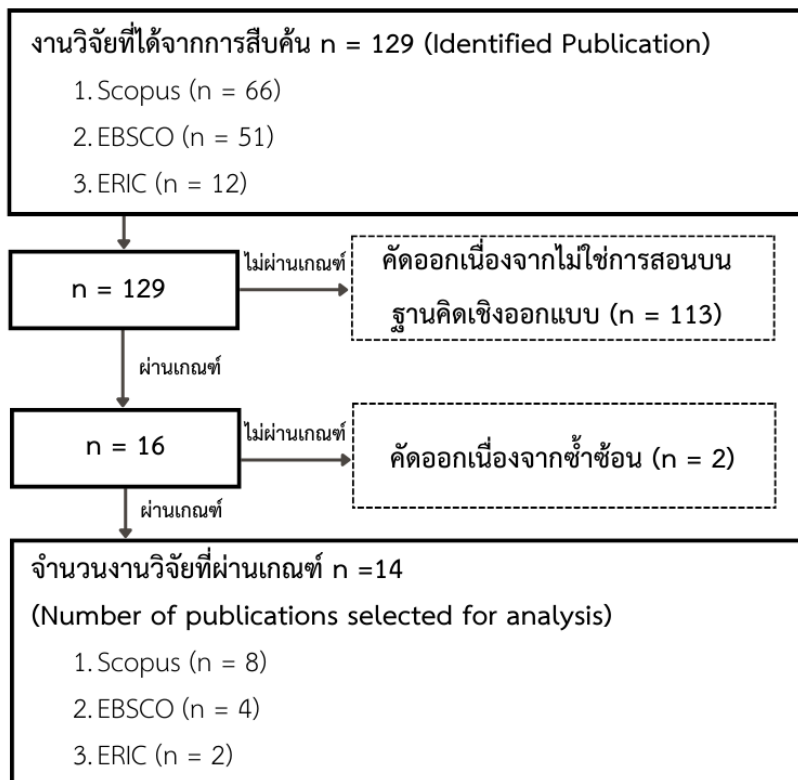 งานวิจัยที่ได้จากการสืบค้น n = 129 (Identified Publication)
1. Scopus (n = 66)
2. EBSCO (n = 51)
3. ERIC (n = 12)
n = 129
ไม่ผ่านเกณฑ์
คัดออกเนื่องจากไม่ใช่การสอนบน
ฐานคิดเชิงออกแบบ (n = 113)
ผ่านเกณฑ์
n = 16
ไม่ผ่านเกณฑ์
คัดออกเนื่องจากซ้ำซ้อน (n = 2)
ผ่านเกณฑ์
จำนวนงานวิจัยที่ผ่านเกณฑ์ n =14
(Number of publications selected for analysis)
1. Scopus (n = 8)
2. EBSCO (n = 4)
3. ERIC (n = 2)